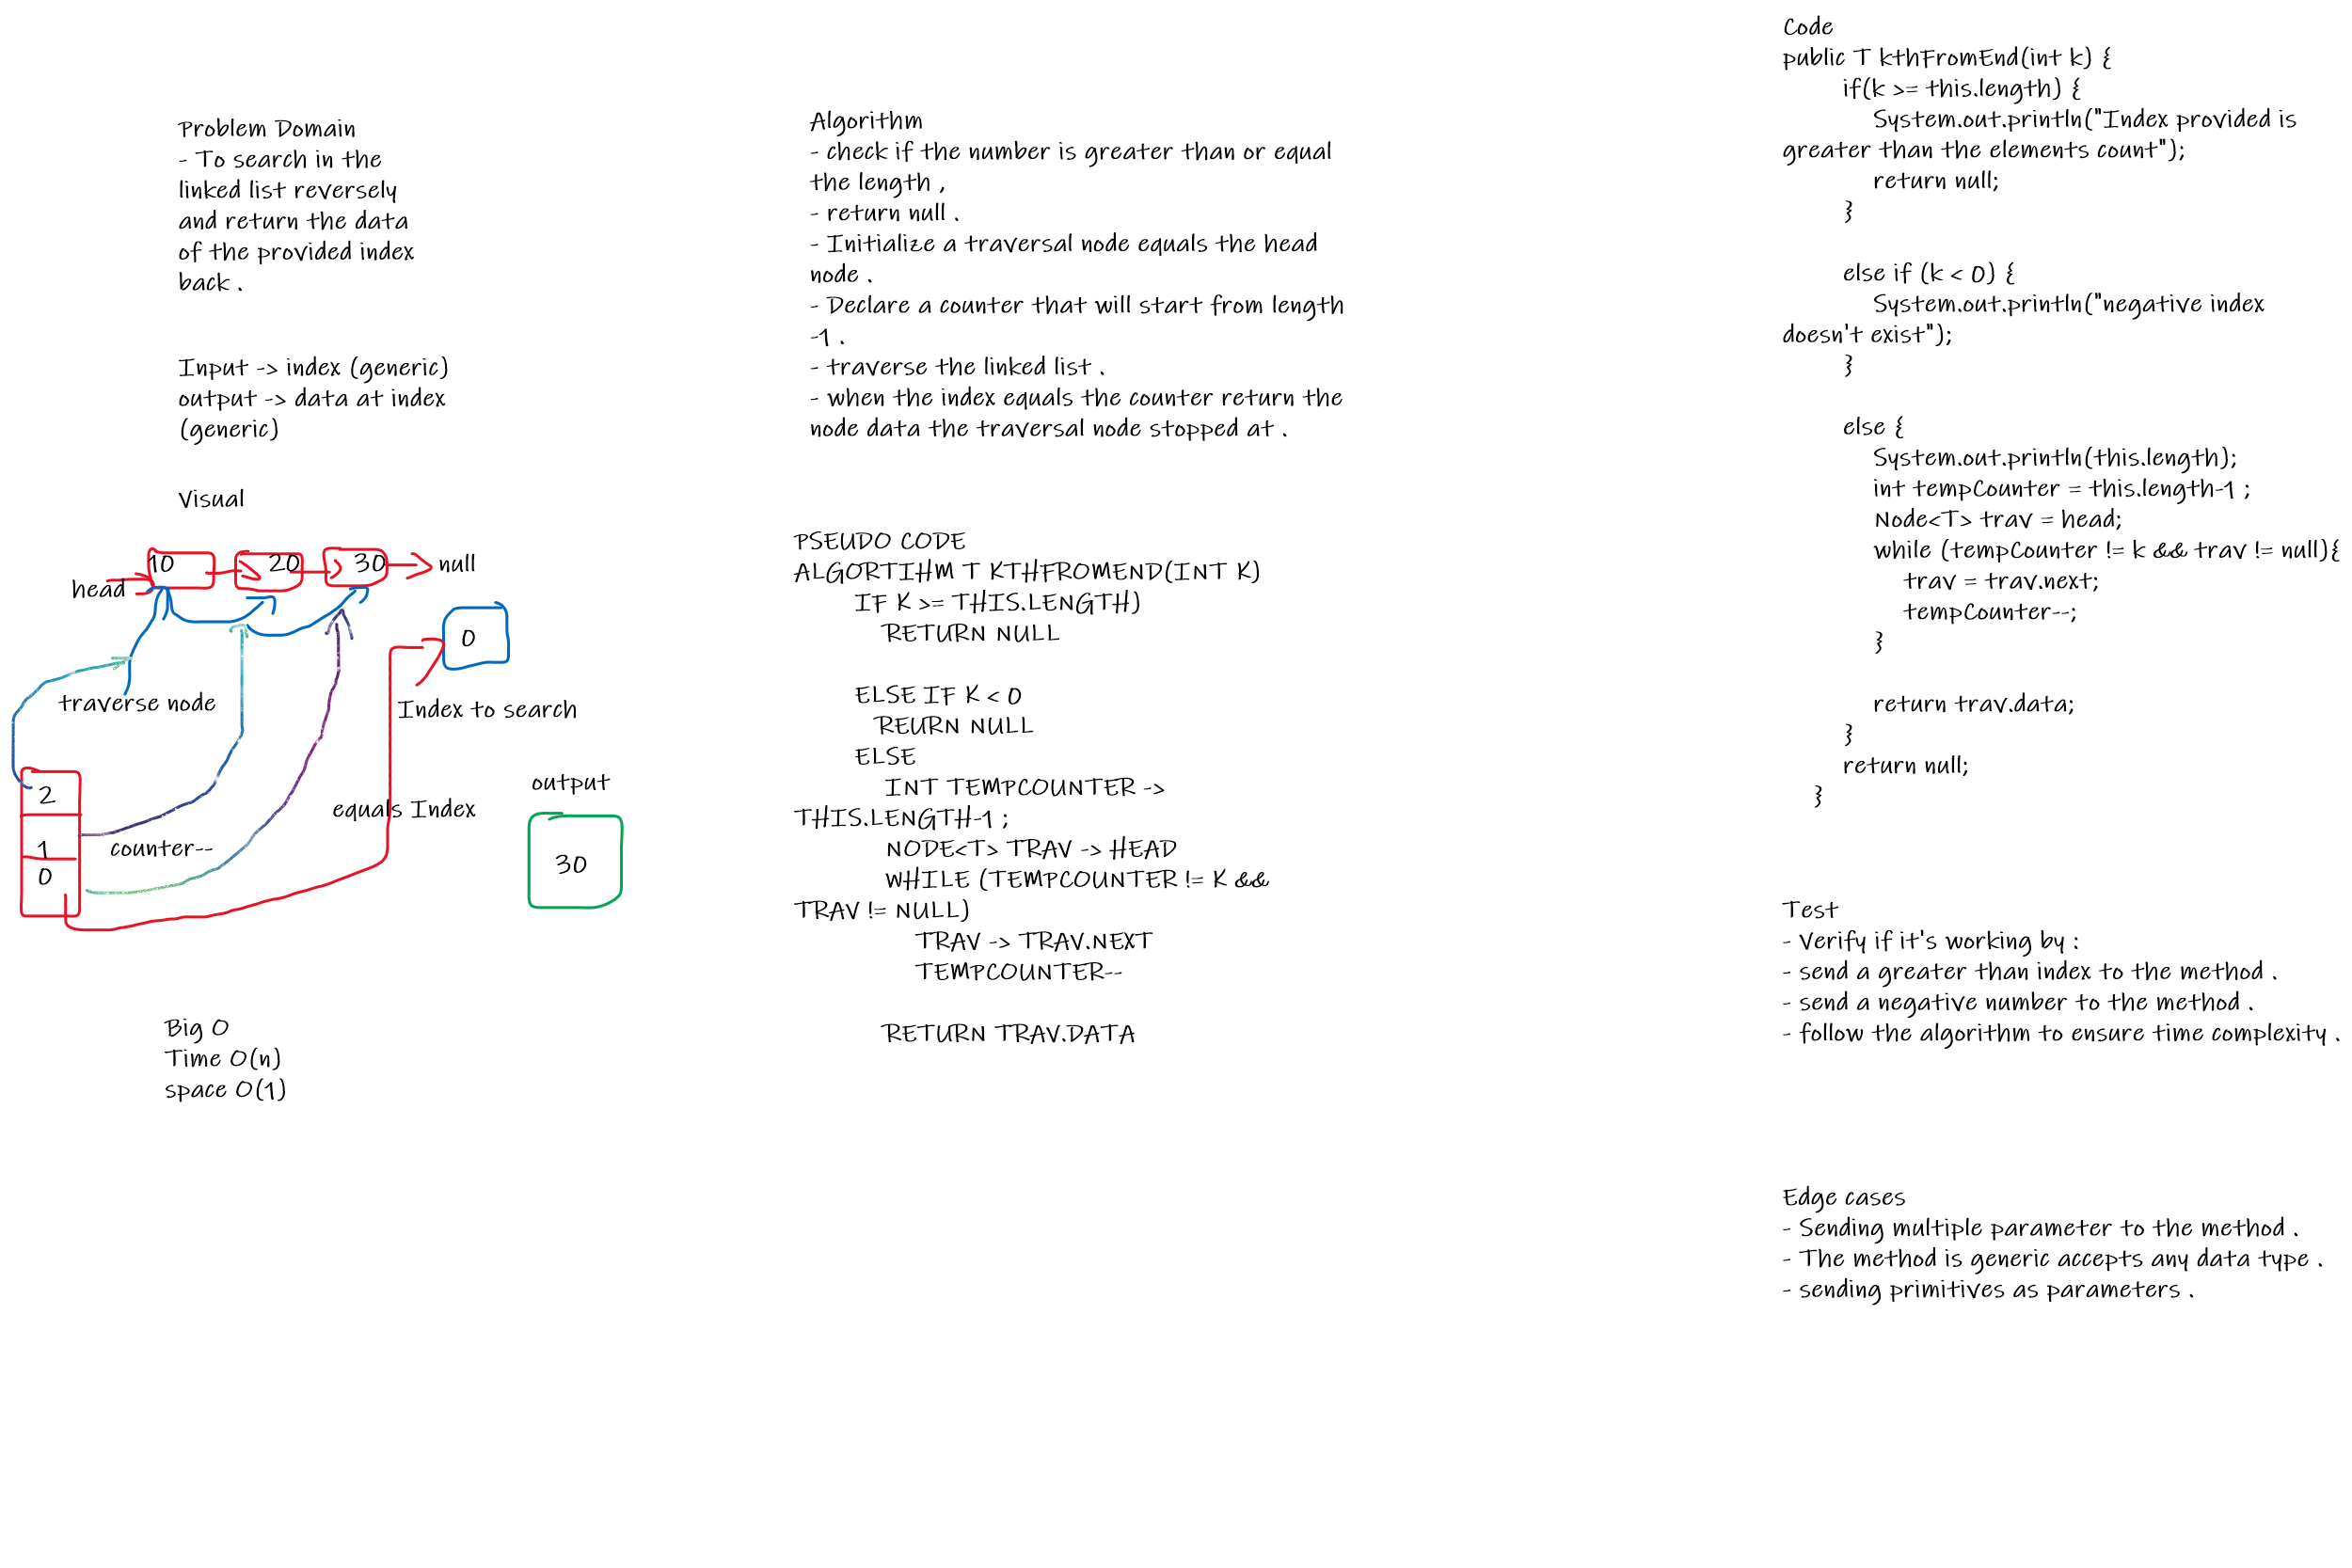 Problem Domain
- To search in the
linked list reversely
and return the data
of the provided index
back .
Input -> index (generic)
output -> data at index
(generic)
Visual
head
10
20
30
null
0
traverse node
Index to search
2
1
0
counter--
equals Index
output
30
Big O
Time O(n)
space O(1)
Algorithm
- check if the number is greater than or equal
the length ,
- return null .
- Initialize a traversal node equals the head
node .
- Declare a counter that will start from length
-1 .
- traverse the linked list .
- when the index equals the counter return the
node data the traversal node stopped at .
PSEUDO CODE
ALGORTIHM T KTHFROMEND(INT K)
IF K >= THIS.LENGTH)
RETURN NULL
ELSE IF K < 0
REURN NULL
ELSE
INT TEMPCOUNTER ->
THIS.LENGTH-1 ;
NODE<T> TRAV -> HEAD
WHILE (TEMPCOUNTER != K &&
TRAV != NULL)
TRAV -> TRAV.NEXT
TEMPCOUNTER--
RETURN TRAV.DATA
Code
public T kthFromEnd(int k) {
if(k >= this.length) {
System.out.println("Index provided is
greater than the elements count");
return null;
}
else if (k < 0) {
System.out.println("negative index
doesn't exist");
}
else {
System.out.println(this.length);
int tempCounter = this.length-1 ;
Node<T> trav = head;
while (tempCounter != k && trav != null){
trav = trav.next;
tempCounter--;
}
return trav.data;
}
return null;
}
Test
- Verify if it's working by :
- send a greater than index to the method .
- send a negative number to the method .
- follow the algorithm to ensure time complexity .
Edge cases
- Sending multiple parameter to the method .
- The method is generic accepts any data type .
- sending primitives as parameters .